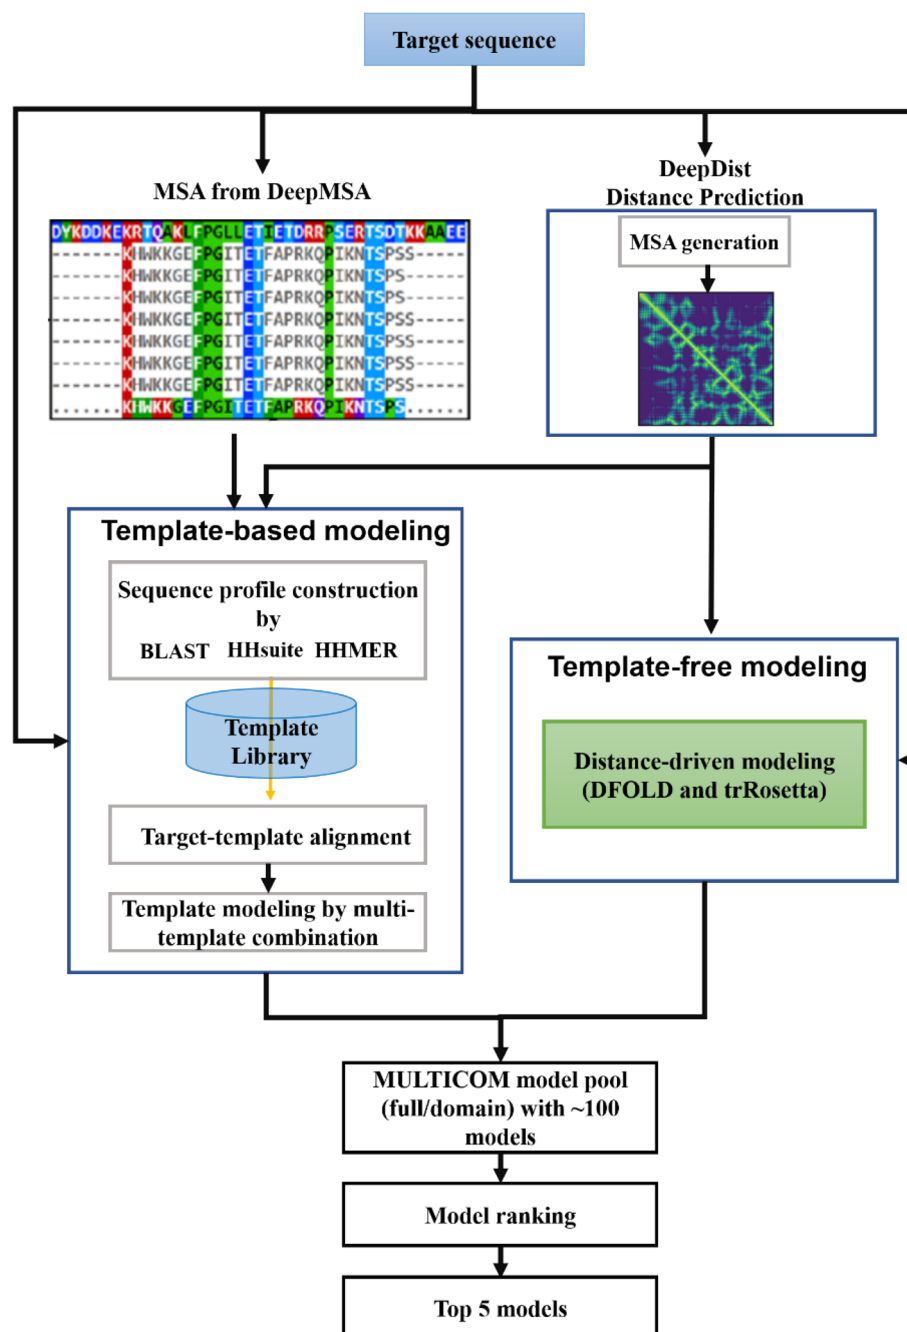 Target sequence
MSA from DeepMSA
DYKDDKEKRTQAKLFPGLLETIETDRRPSERTSDTKKAAEE
--------KHWKKGEFPGITETFAPRKQPIKNTSPSS------
--------KHWKKGEFPGITETFAPRKQPIKNTSPSS------
--------KHWKKGEFPGITETFAPRKQPIKNTSPS-------
--------KHWKKGEFPGITETFAPRKQPIKNTSPSS------
--------KHWKKGEFPGITETFAPRKQPIKNTSPSS------
--------KHWKKGEFPGITETFAPRKQPIKNTSPSS------
--------KHWKKGEFPGITETFAPRKQPIKNTSPSS------
.......KHWKKGEFPGITETFAPRKQPIKNTSPS......
DeepDist
Distance Prediction
MSA generation
Template-based modeling
Sequence profile construction
by
BLAST HHsuite HHMER
Template
Library
Target-template alignment
Template modeling by multi-
template combination
Template-free modeling
Distance-driven modeling
(DFOLD and trRosetta)
MULTICOM model pool
(full/domain) with ~100
models
Model ranking
Top 5 models